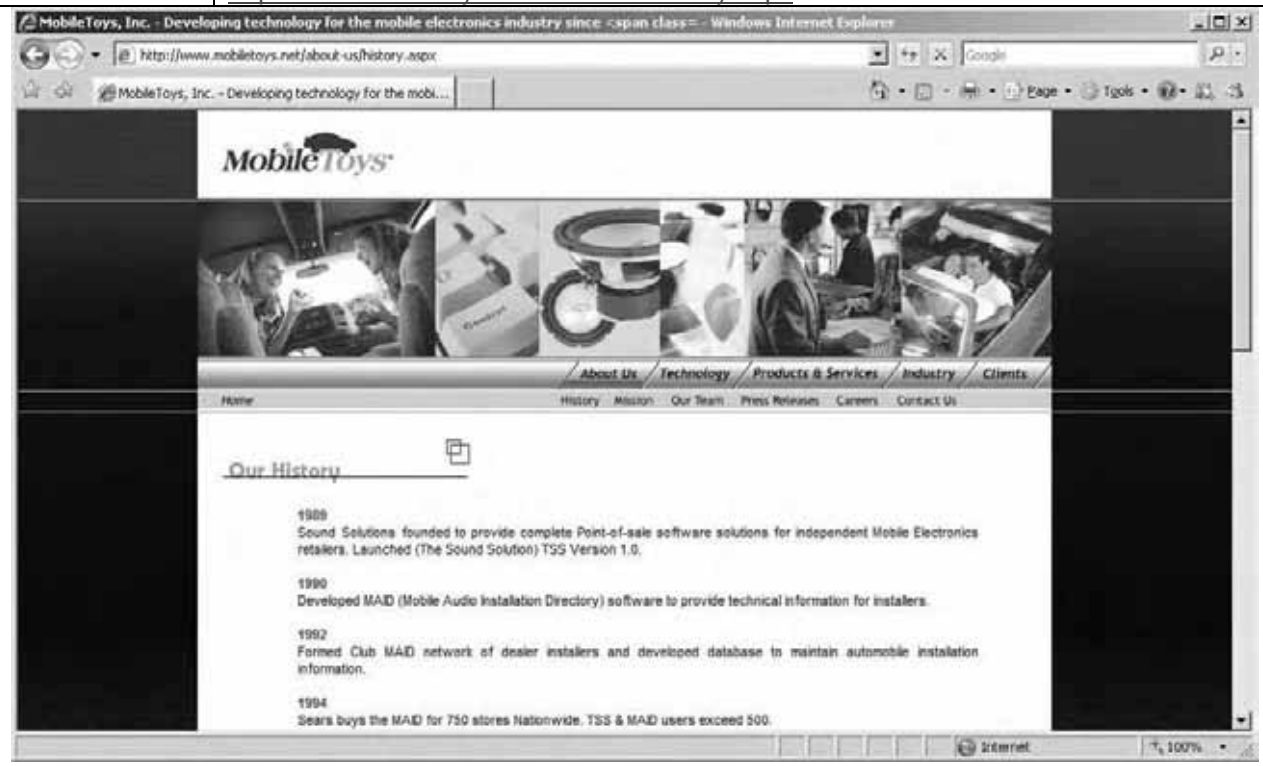 MobileToys, Inc. - Developing technology for the mobile electronics industry since <span class= - Windows Internet Explorer
http://www.mobiletoys.net/about-us/history.aspx
Google
MobileToys, Inc. - Developing technology for the mobi...
Page
Tools
MobileToys
About Us
Technology
Products & Services
Industry
Clients
Home
History
Mission
Our Team
Press Releases
Careers
Contact Us
Our History
1989
Sound Solutions founded to provide complete Point-of-sale software solutions for independent Mobile Electronics
retailers. Launched (The Sound Solution) TSS Version 1.0.
1990
Developed MAID (Mobile Audio Installation Directory) software to provide technical information for installers.
1992
Formed Club MAID network of dealer installers and developed database to maintain automobile installation
information.
1994
Sears buys the MAID for 750 stores Nationwide. TSS & MAID users exceed 500.
Internet
100%